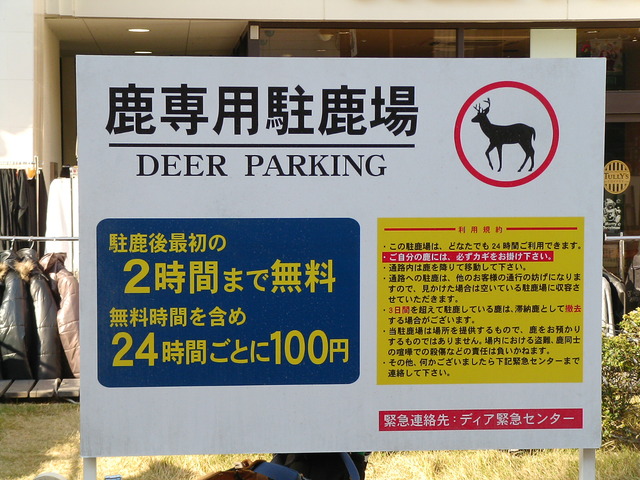 鹿専用駐鹿場
DEER PARKING
駐鹿後最初の
2時間まで無料
無料時間を含め
24時間ごとに100円
利用規約
・この駐鹿場は、どなたでも24時間ご利用できます。
・ご自分の鹿には、必ずカギをお掛け下さい。
・通路内は鹿を降りて移動して下さい。
・通路への駐鹿は、他のお客様の通行の妨げになりま
すので、見かけた場合は空いている駐鹿場に収容さ
せていただきます。
・3日間を超えて駐鹿している鹿は、滞納鹿として撤去
する場合がございます。
・当駐鹿場は場所を提供するもので、鹿をお預かり
するものではありません。場内における盗難、鹿同士
の喧嘩での殺傷などの責任は負いかねます。
・その他、何かございましたら下記緊急センターまで
連絡して下さい。
緊急連絡先：ディア緊急センター
TULLY'S